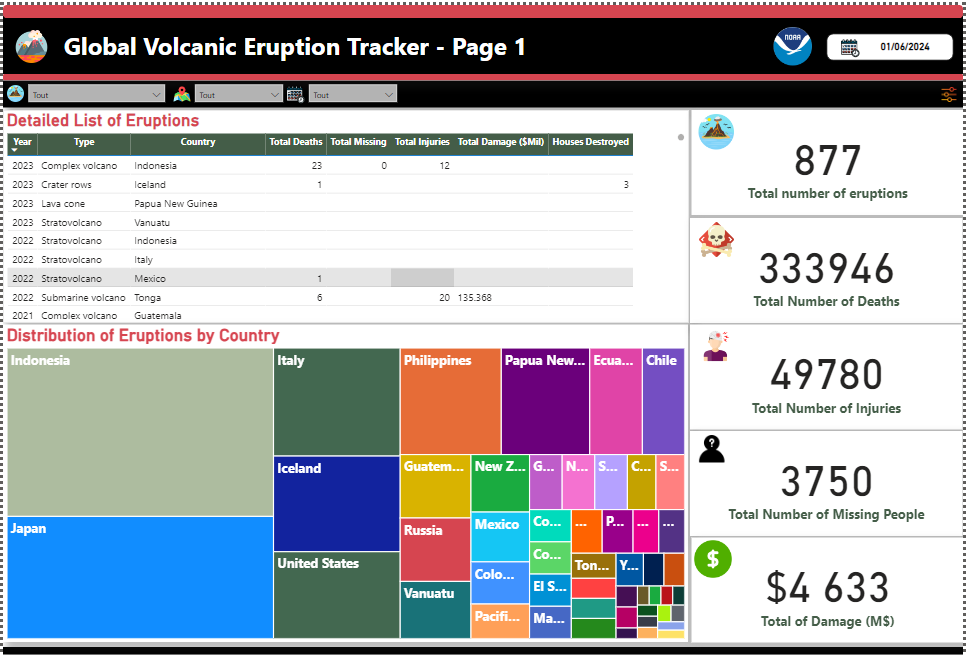 Global Volcanic Eruption Tracker - Page 1
NOAA
01/06/2024
Tout
Tout
Tout
Detailed List of Eruptions
Year Type Country Total Deaths Total Missing Total Injuries Total Damage ($Mil) Houses Destroyed
2023 Complex volcano Indonesia 23 0 12
2023 Crater rows Iceland 1 3
2023 Lava cone Papua New Guinea
2023 Stratovolcano Vanuatu
2022 Stratovolcano Indonesia
2022 Stratovolcano Italy
2022 Stratovolcano Mexico 1
2022 Submarine volcano Tonga 6 20 135.368
2021 Complex volcano Guatemala
877
Total number of eruptions
333946
Total Number of Deaths
49780
Total Number of Injuries
?
3750
Total Number of Missing People
$
$4 633
Total of Damage (M$)
Distribution of Eruptions by Country
Indonesia
Japan
Italy
Iceland
United States
Philippines
Papua New...
Ecua...
Chile
Guatem...
Russia
Vanuatu
New Z...
Mexico
Colo...
Pacifi...
G...
N...
S...
C...
S...
Co...
...
P...
...
...
Co...
El S...
Ma...
Ton...
Y...